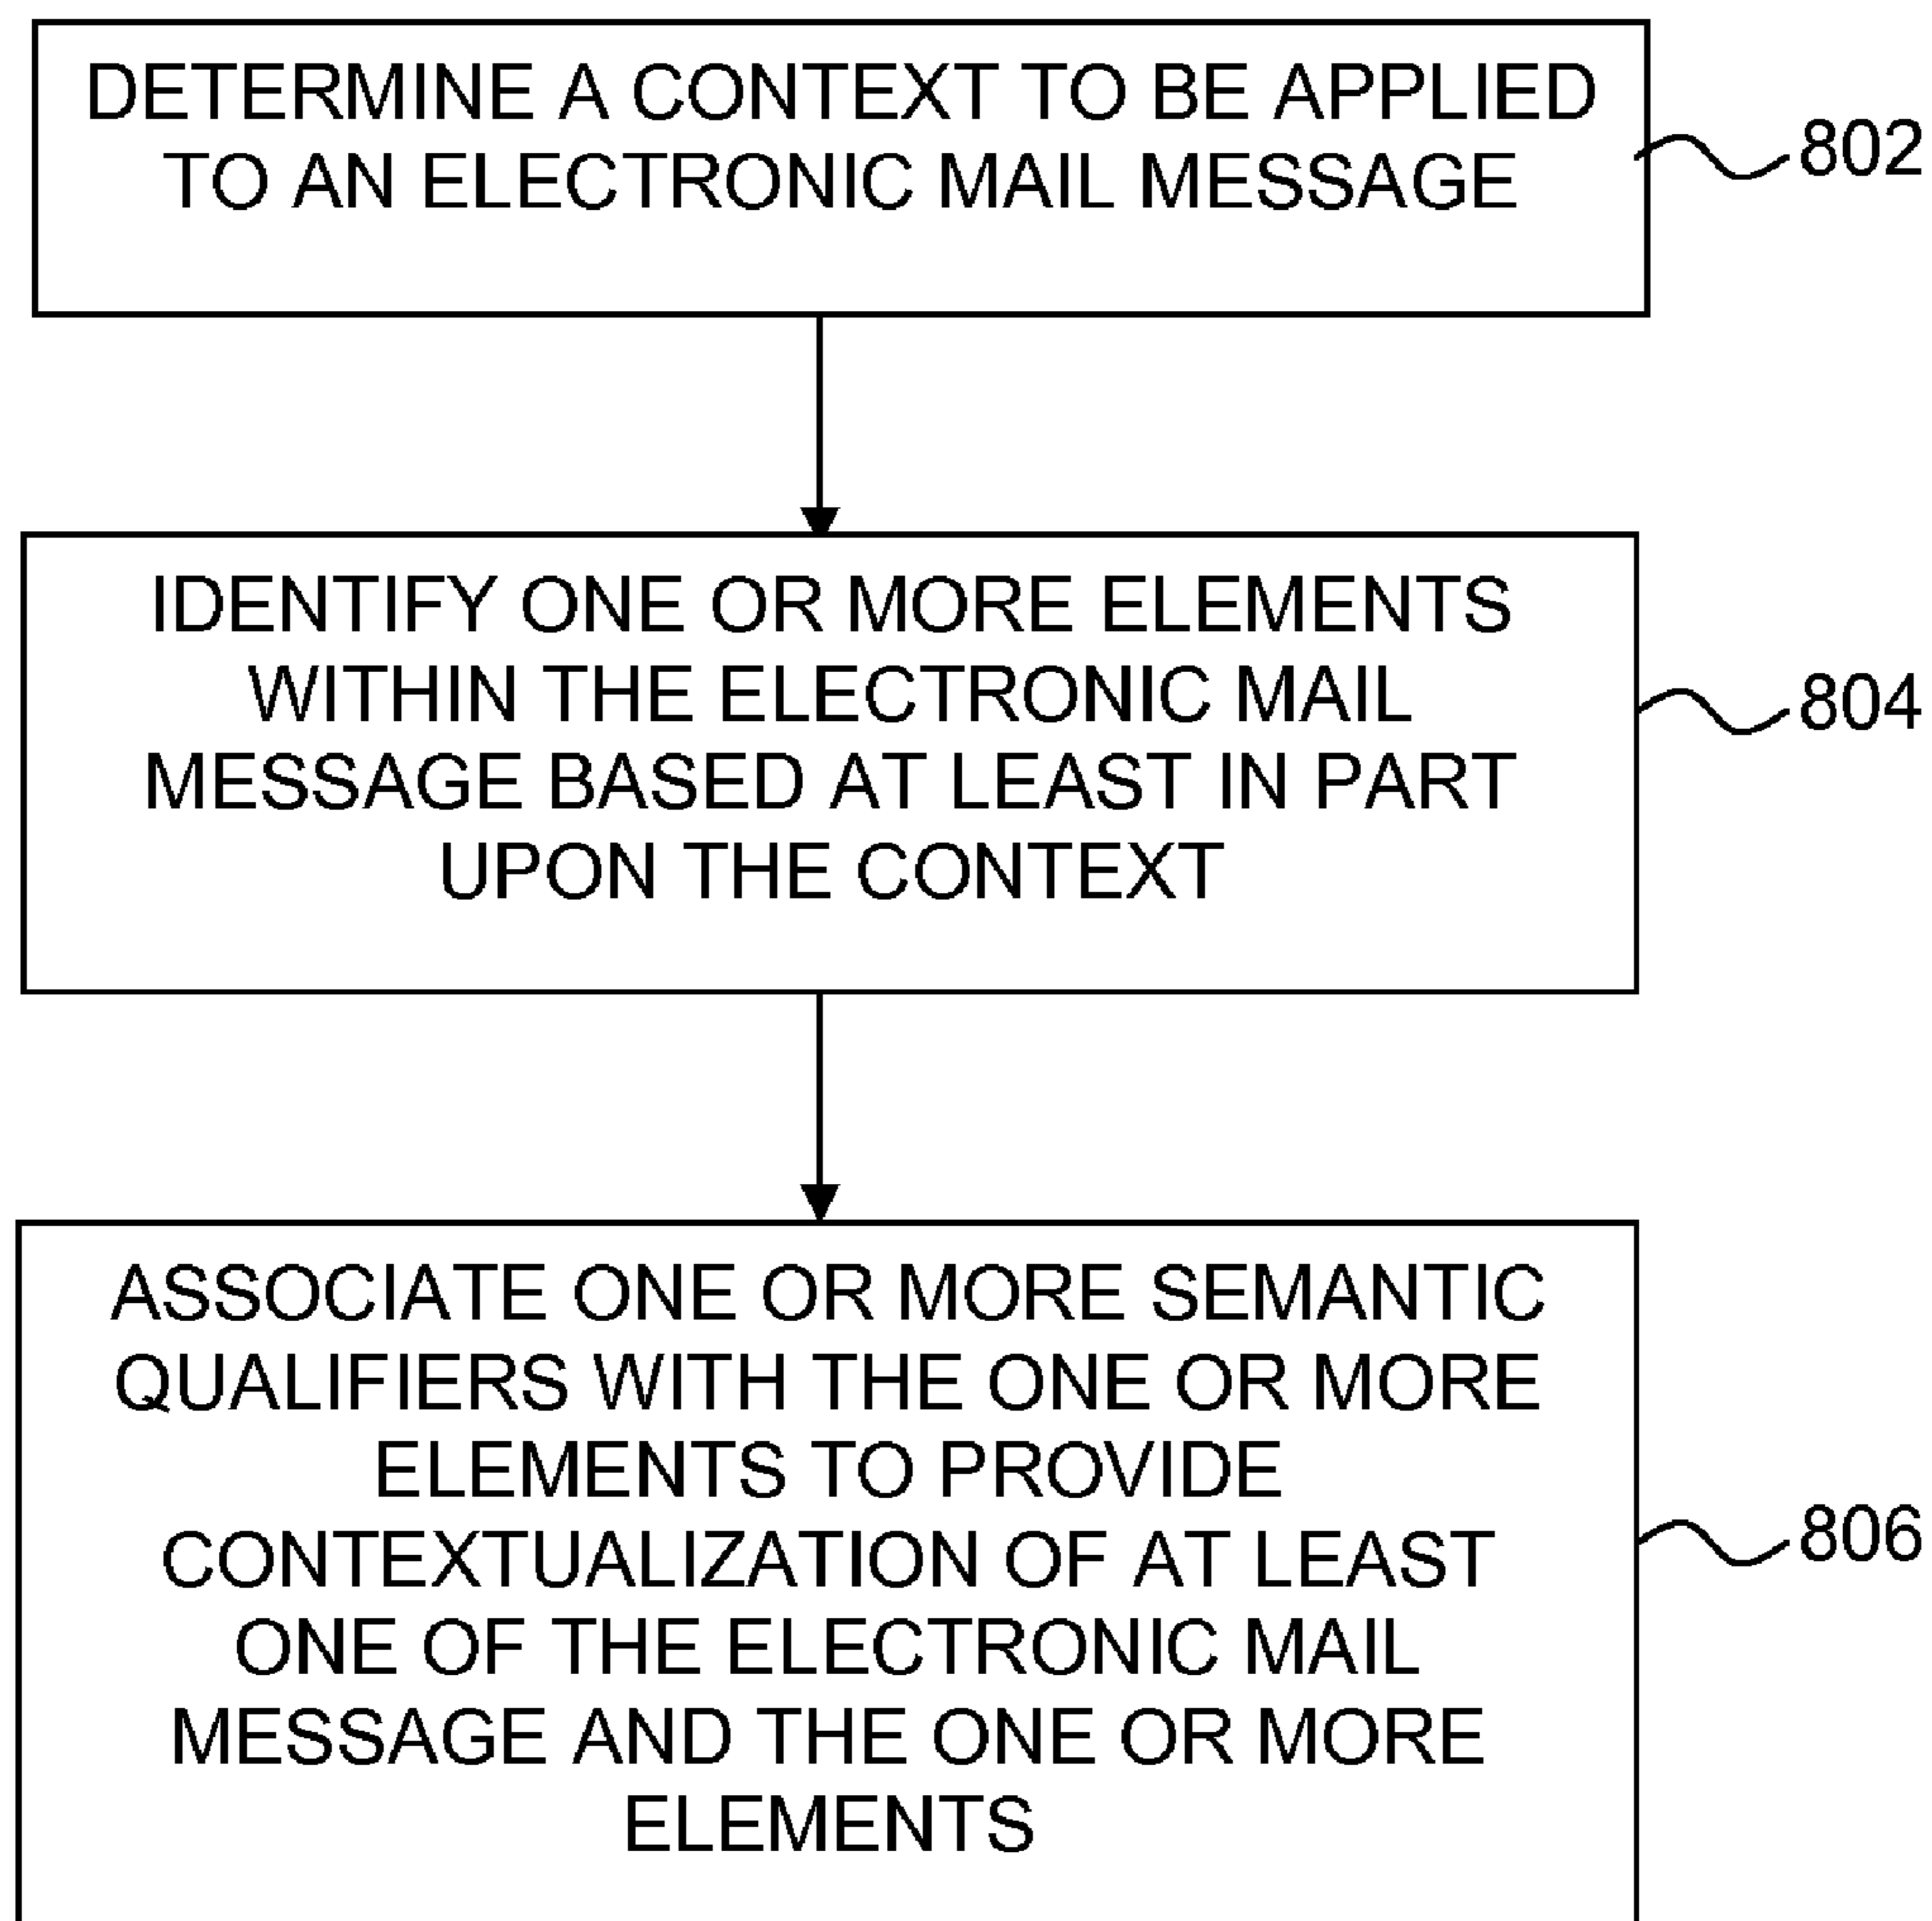 DETERMINE A CONTEXT TO BE APPLIED
TO AN ELECTRONIC MAIL MESSAGE
802
IDENTIFY ONE OR MORE ELEMENTS
WITHIN THE ELECTRONIC MAIL
MESSAGE BASED AT LEAST IN PART
UPON THE CONTEXT
804
ASSOCIATE ONE OR MORE SEMANTIC
QUALIFIERS WITH THE ONE OR MORE
ELEMENTS TO PROVIDE
CONTEXTUALIZATION OF AT LEAST
ONE OF THE ELECTRONIC MAIL
MESSAGE AND THE ONE OR MORE
ELEMENTS
806